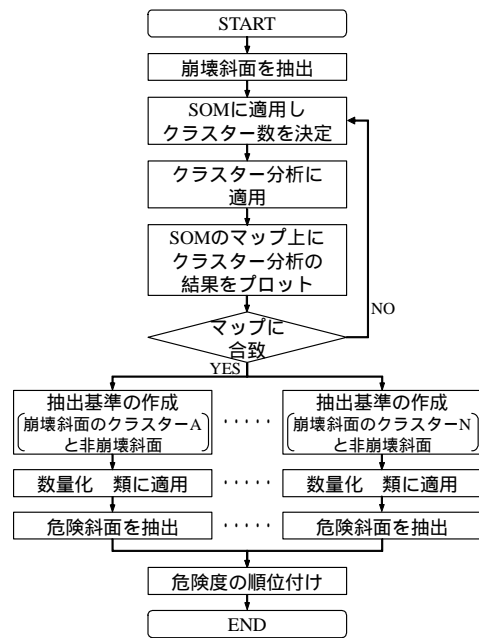 START
崩壊斜面を抽出
SOMに適用し
クラスター数を決定
クラスター分析に
適用
SOMのマップ上に
クラスター分析の
結果をプロット
マップに
合致
NO
YES
抽出基準の作成
崩壊斜面のクラスターA
と非崩壊斜面
・・・・・
抽出基準の作成
崩壊斜面のクラスターN
と非崩壊斜面
数量化 類に適用
・・・・・
数量化 類に適用
危険斜面を抽出
・・・・・
危険斜面を抽出
危険度の順位付け
END